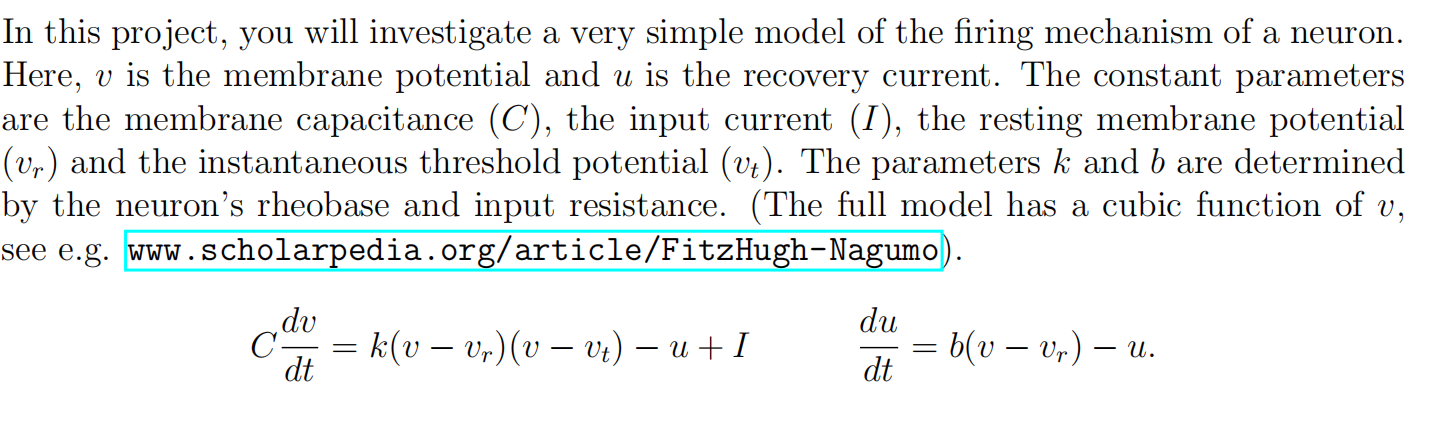 In this project, you will investigate a very simple model of the firing mechanism of a neuron.
Here, v is the membrane potential and u is the recovery current. The constant parameters
are the membrane capacitance (C), the input current (I), the resting membrane potential
(v_r) and the instantaneous threshold potential (v_t). The parameters k and b are determined
by the neuron's rheobase and input resistance. (The full model has a cubic function of v,
see e.g. www.scholarpedia.org/article/FitzHugh-Nagumo).
C dv/dt = k(v − v_r)(v − v_t) − u + I    du/dt = b(v − v_r) − u.